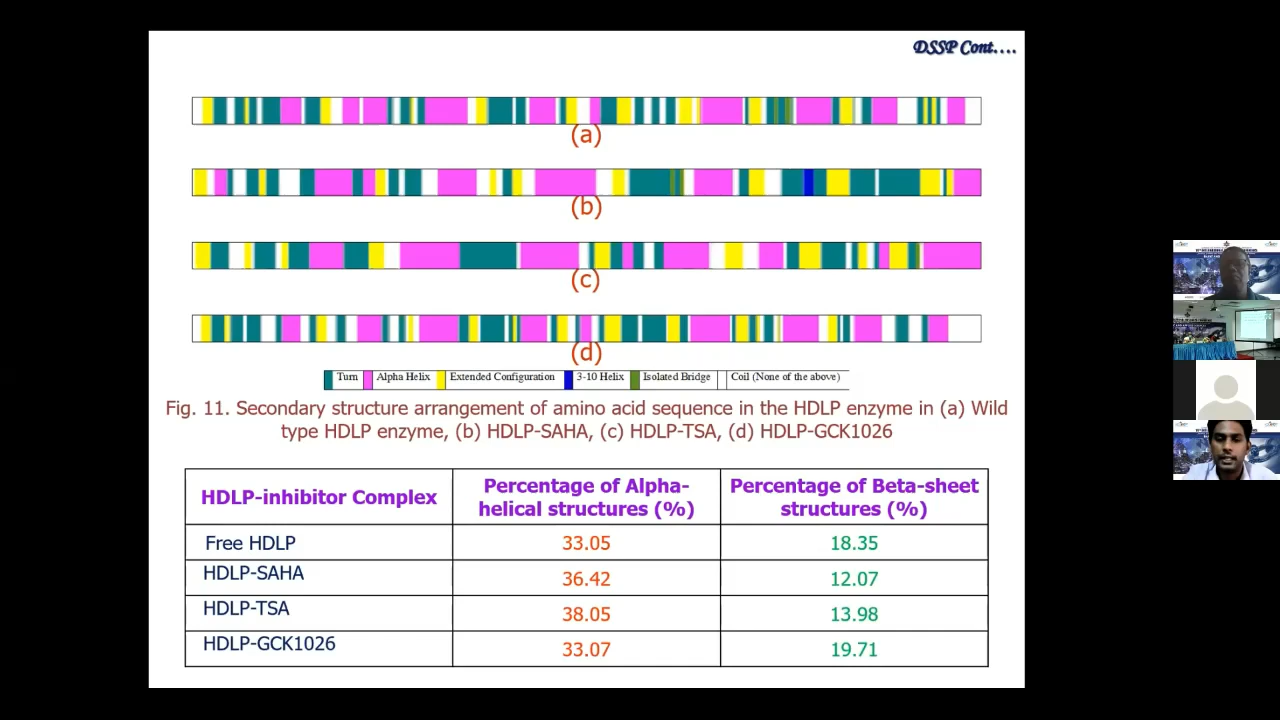 DSSP Cont....
(a)
(b)
(c)
(d)
Turn Alpha Helix Extended Configuration 3-10 Helix Isolated Bridge Coil (None of the above)
Fig. 11. Secondary structure arrangement of amino acid sequence in the HDLP enzyme in (a) Wild
type HDLP enzyme, (b) HDLP-SAHA, (c) HDLP-TSA, (d) HDLP-GCK1026
HDLP-inhibitor Complex
Percentage of Alpha-
helical structures (%)
Percentage of Beta-sheet
structures (%)
Free HDLP 33.05 18.35
HDLP-SAHA 36.42 12.07
HDLP-TSA 38.05 13.98
HDLP-GCK1026 33.07 19.71